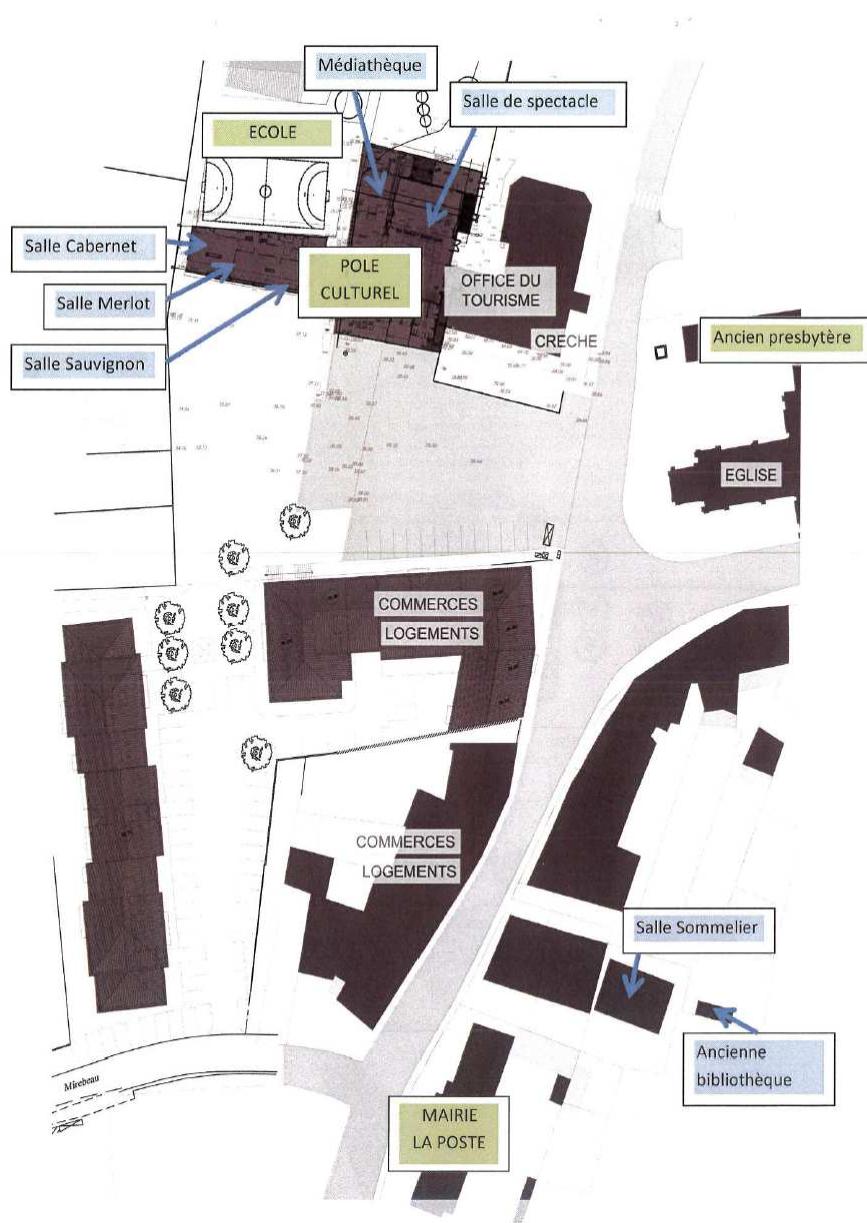 Médiathèque
Salle de spectacle
ECOLE
Salle Cabernet
POLE
CULTUREL
OFFICE DU
TOURISME
Salle Merlot
CRECHE
Ancien presbytère
Salle Sauvignon
EGLISE
COMMERCES
LOGEMENTS
COMMERCES
LOGEMENTS
Salle Sommelier
Ancienne
bibliothèque
Mirebeau
MAIRIE
LA POSTE